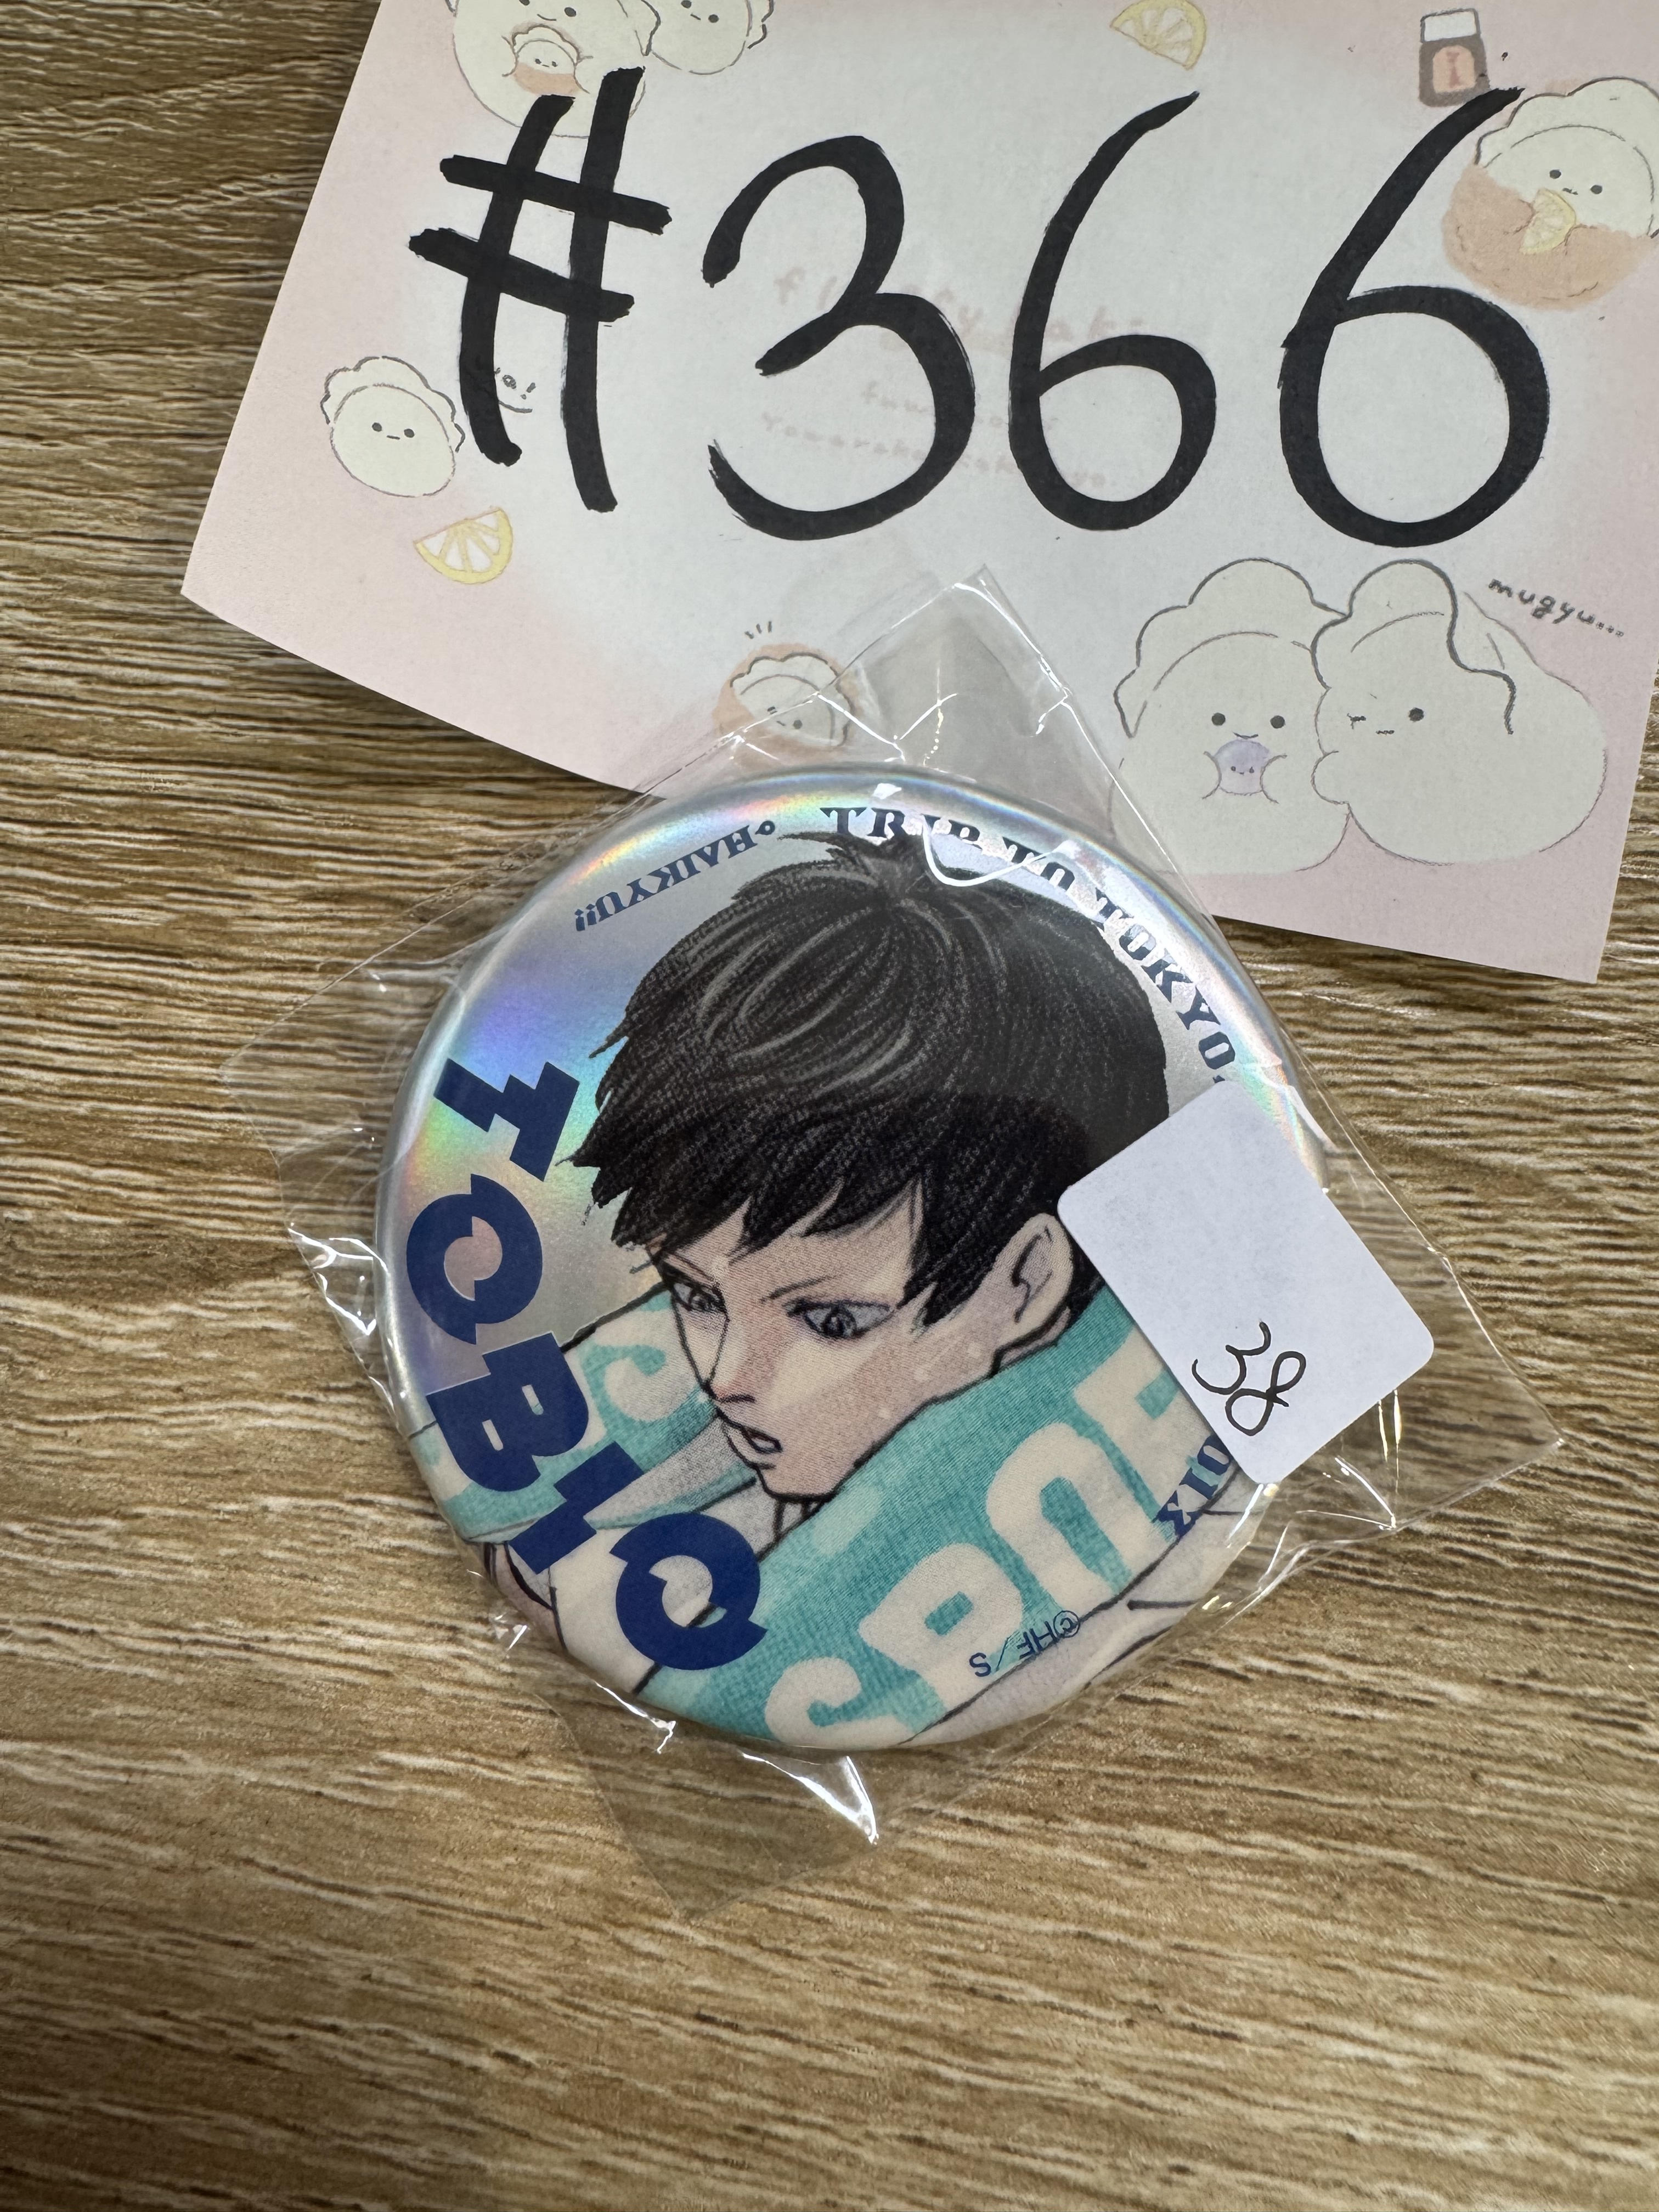 #366
mugyu...
HAIKYU!!
TRIP TO TOKYO.
TOBIO
38
©HF/S